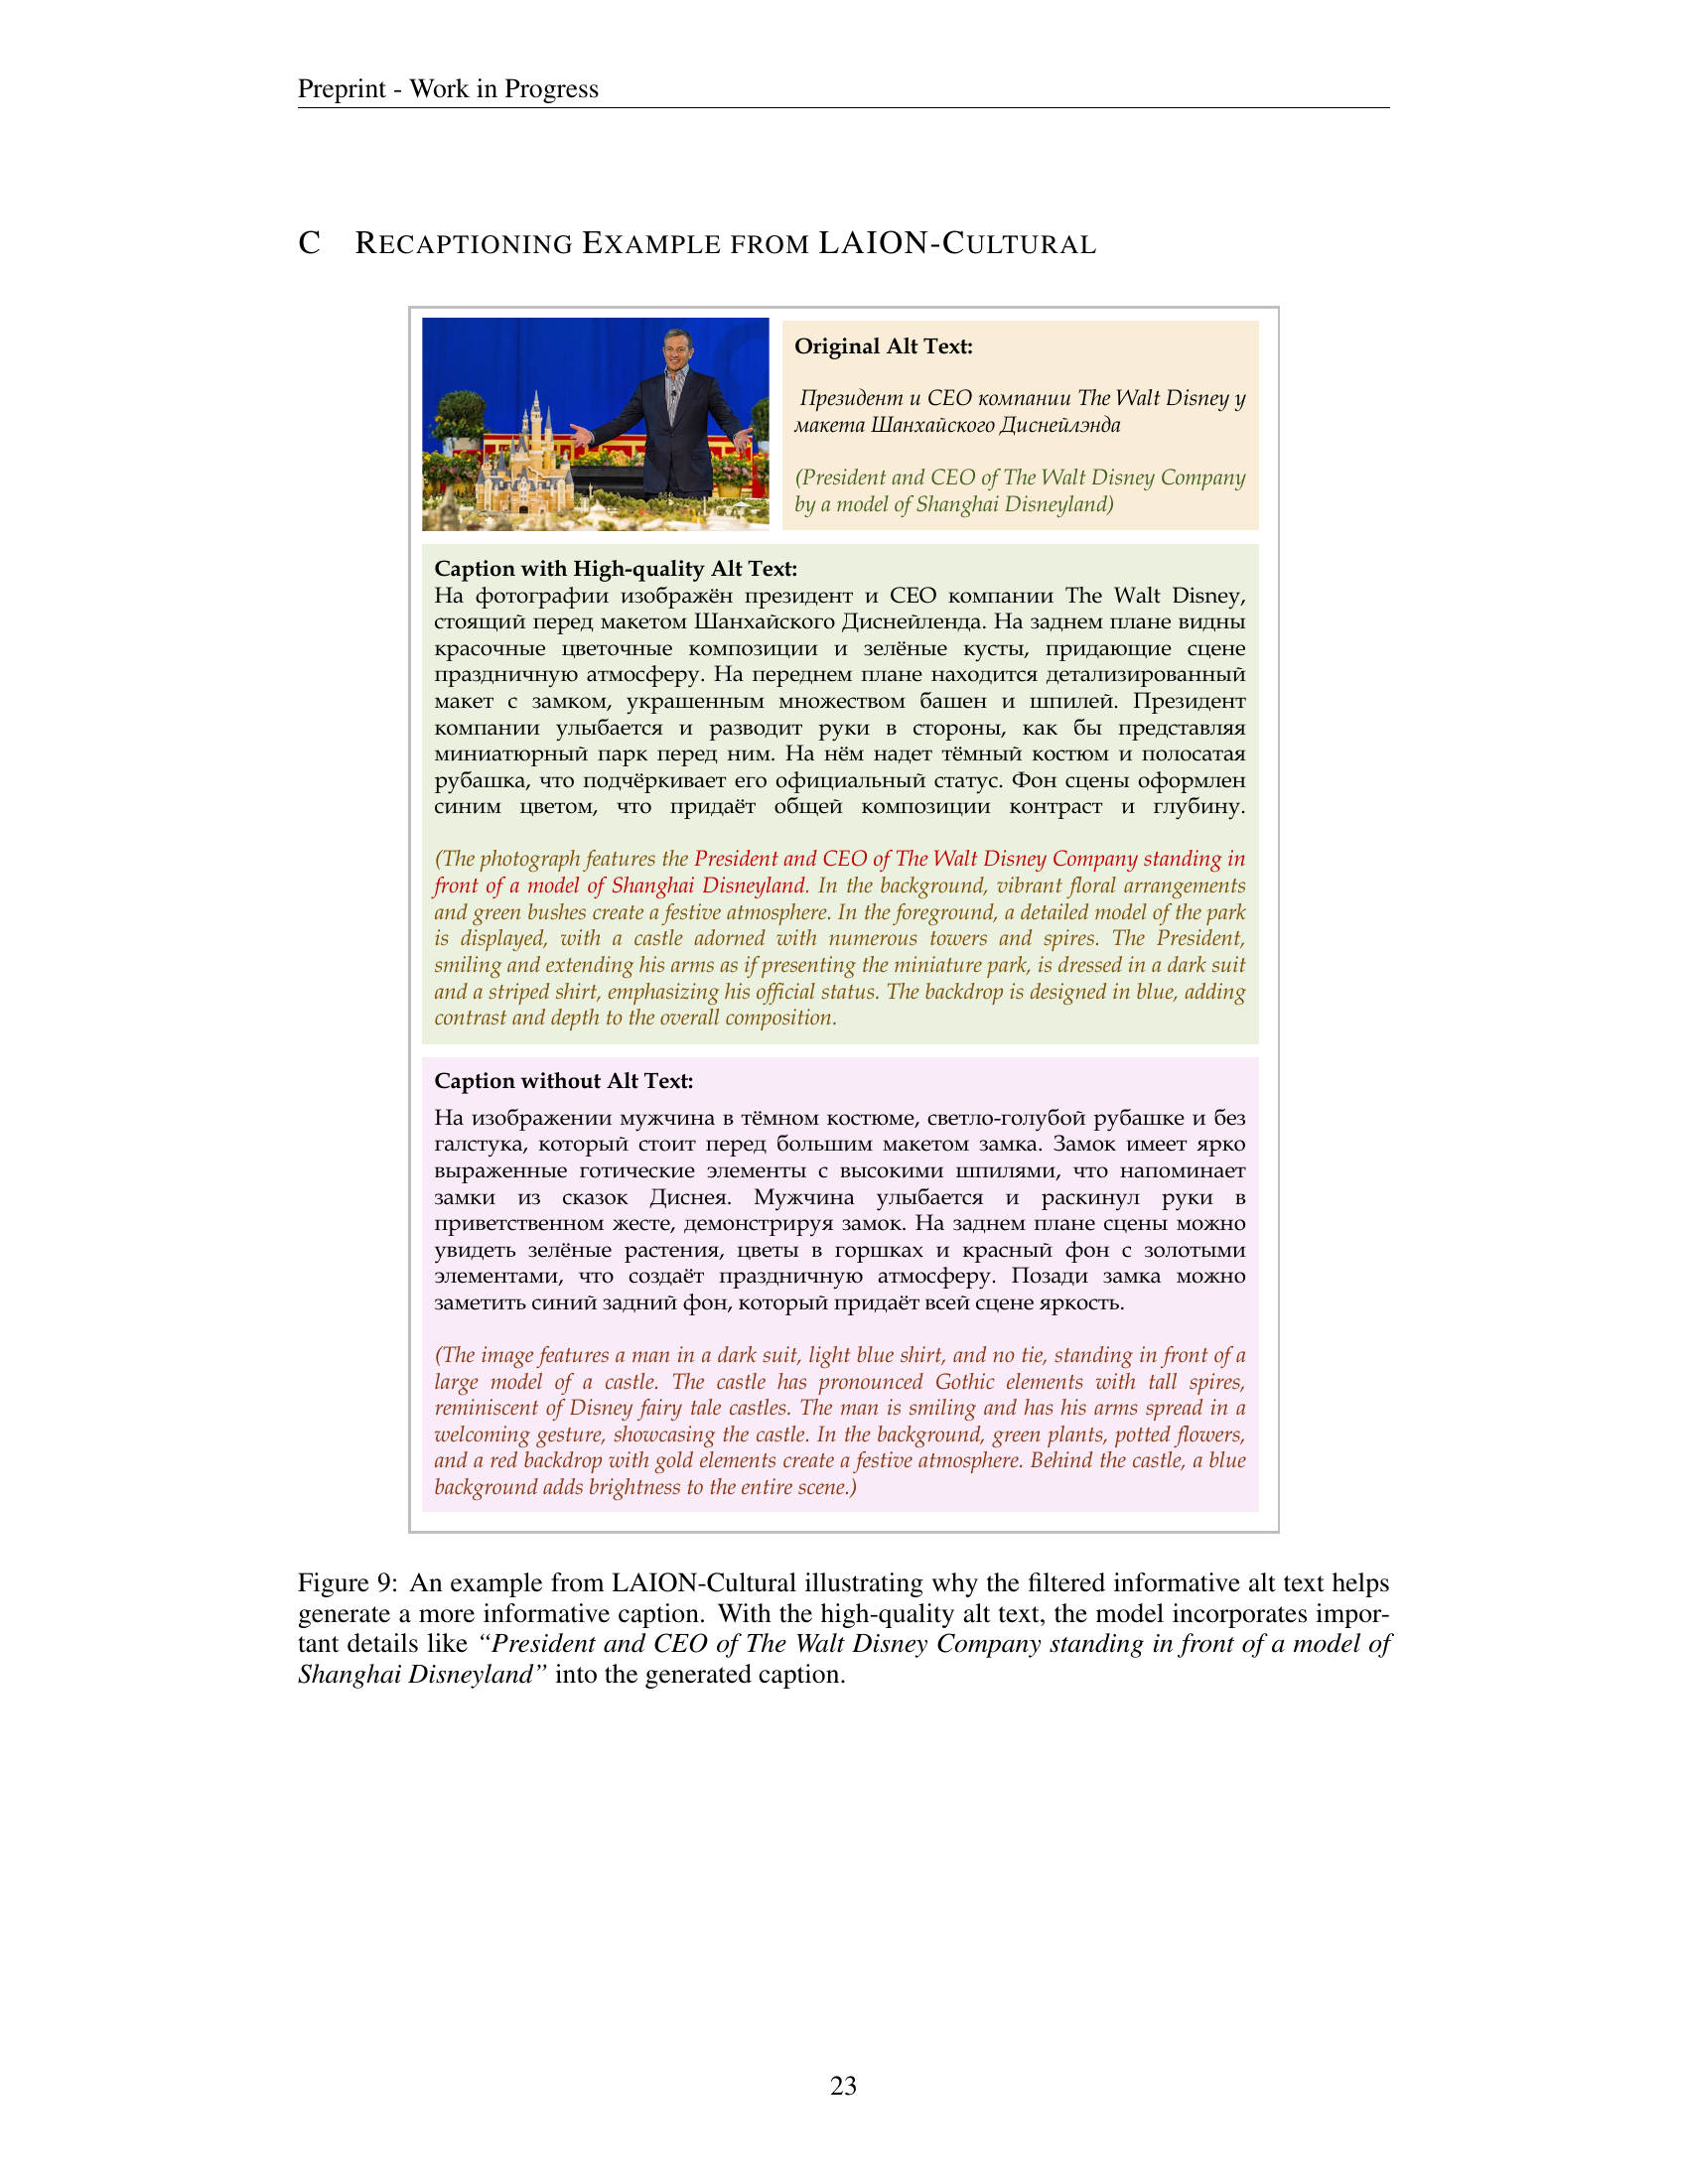 Preprint - Work in Progress
C RECAPTIONING EXAMPLE FROM LAION-CULTURAL
Original Alt Text:
Президент и CEO компании The Walt Disney у
макета Шанхайского Диснейлэнда
(President and CEO of The Walt Disney Company
by a model of Shanghai Disneyland)
Caption with High-quality Alt Text:
На фотографии изображён президент и CEO компании The Walt Disney,
стоящий перед макетом Шанхайского Диснейленда. На заднем плане видны
красочные цветочные композиции и зелёные кусты, придающие сцене
праздничную атмосферу. На переднем плане находится детализированный
макет с замком, украшенным множеством башен и шпилей. Президент
компании улыбается и разводит руки в стороны, как бы представляя
миниатюрный парк перед ним. На нём надет тёмный костюм и полосатая
рубашка, что подчёркивает его официальный статус. Фон сцены оформлен
синим цветом, что придаёт общей композиции контраст и глубину.
(The photograph features the President and CEO of The Walt Disney Company standing in
front of a model of Shanghai Disneyland. In the background, vibrant floral arrangements
and green bushes create a festive atmosphere. In the foreground, a detailed model of the park
is displayed, with a castle adorned with numerous towers and spires. The President,
smiling and extending his arms as if presenting the miniature park, is dressed in a dark suit
and a striped shirt, emphasizing his official status. The backdrop is designed in blue, adding
contrast and depth to the overall composition.
Caption without Alt Text:
На изображении мужчина в тёмном костюме, светло-голубой рубашке и без
галстука, который стоит перед большим макетом замка. Замок имеет ярко
выраженные готические элементы с высокими шпилями, что напоминает
замки из сказок Диснея. Мужчина улыбается и раскинул руки в
приветственном жесте, демонстрируя замок. На заднем плане сцены можно
увидеть зелёные растения, цветы в горшках и красный фон с золотыми
элементами, что создаёт праздничную атмосферу. Позади замка можно
заметить синий задний фон, который придаёт всей сцене яркость.
(The image features a man in a dark suit, light blue shirt, and no tie, standing in front of a
large model of a castle. The castle has pronounced Gothic elements with tall spires,
reminiscent of Disney fairy tale castles. The man is smiling and has his arms spread in a
welcoming gesture, showcasing the castle. In the background, green plants, potted flowers,
and a red backdrop with gold elements create a festive atmosphere. Behind the castle, a blue
background adds brightness to the entire scene.)
Figure 9: An example from LAION-Cultural illustrating why the filtered informative alt text helps
generate a more informative caption. With the high-quality alt text, the model incorporates impor-
tant details like “President and CEO of The Walt Disney Company standing in front of a model of
Shanghai Disneyland” into the generated caption.
23